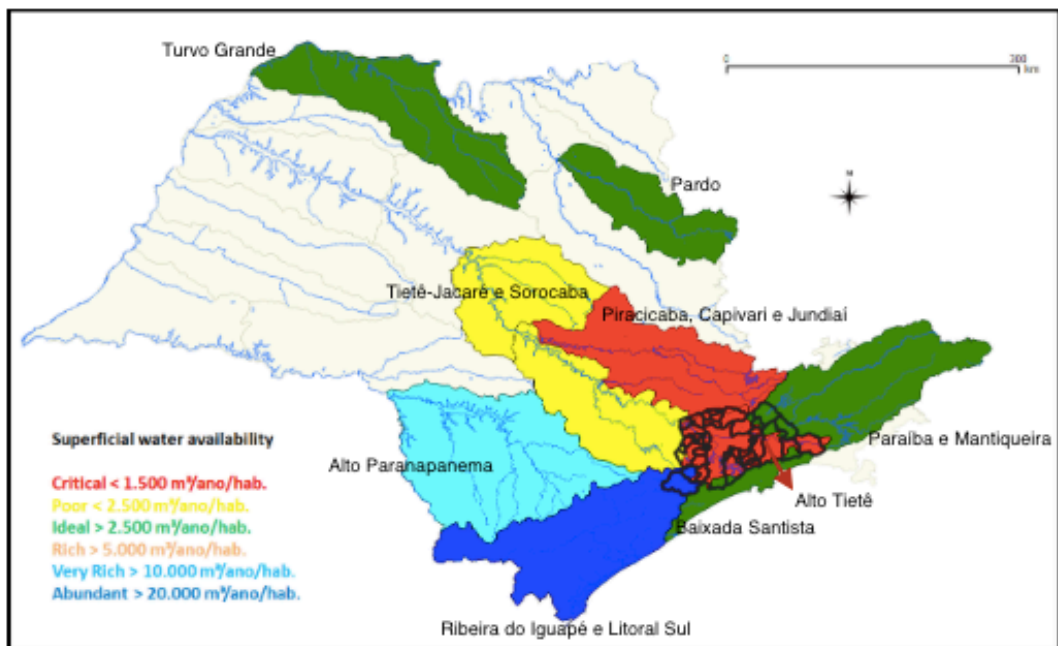 Turvo Grande
0
300
km
N
Pardo
Tietê-Jacaré e Sorocaba
Piracicaba, Capivari e Jundiaí
Superficial water availability
Critical < 1.500 m³/ano/hab.
Poor < 2.500 m³/ano/hab.
Ideal > 2.500 m³/ano/hab.
Rich > 5.000 m³/ano/hab.
Very Rich > 10.000 m³/ano/hab.
Abundant > 20.000 m³/ano/hab.
Alto Paranapanema
Paraíba e Mantiqueira
Alto Tietê
Baixada Santista
Ribeira do Iguapé e Litoral Sul